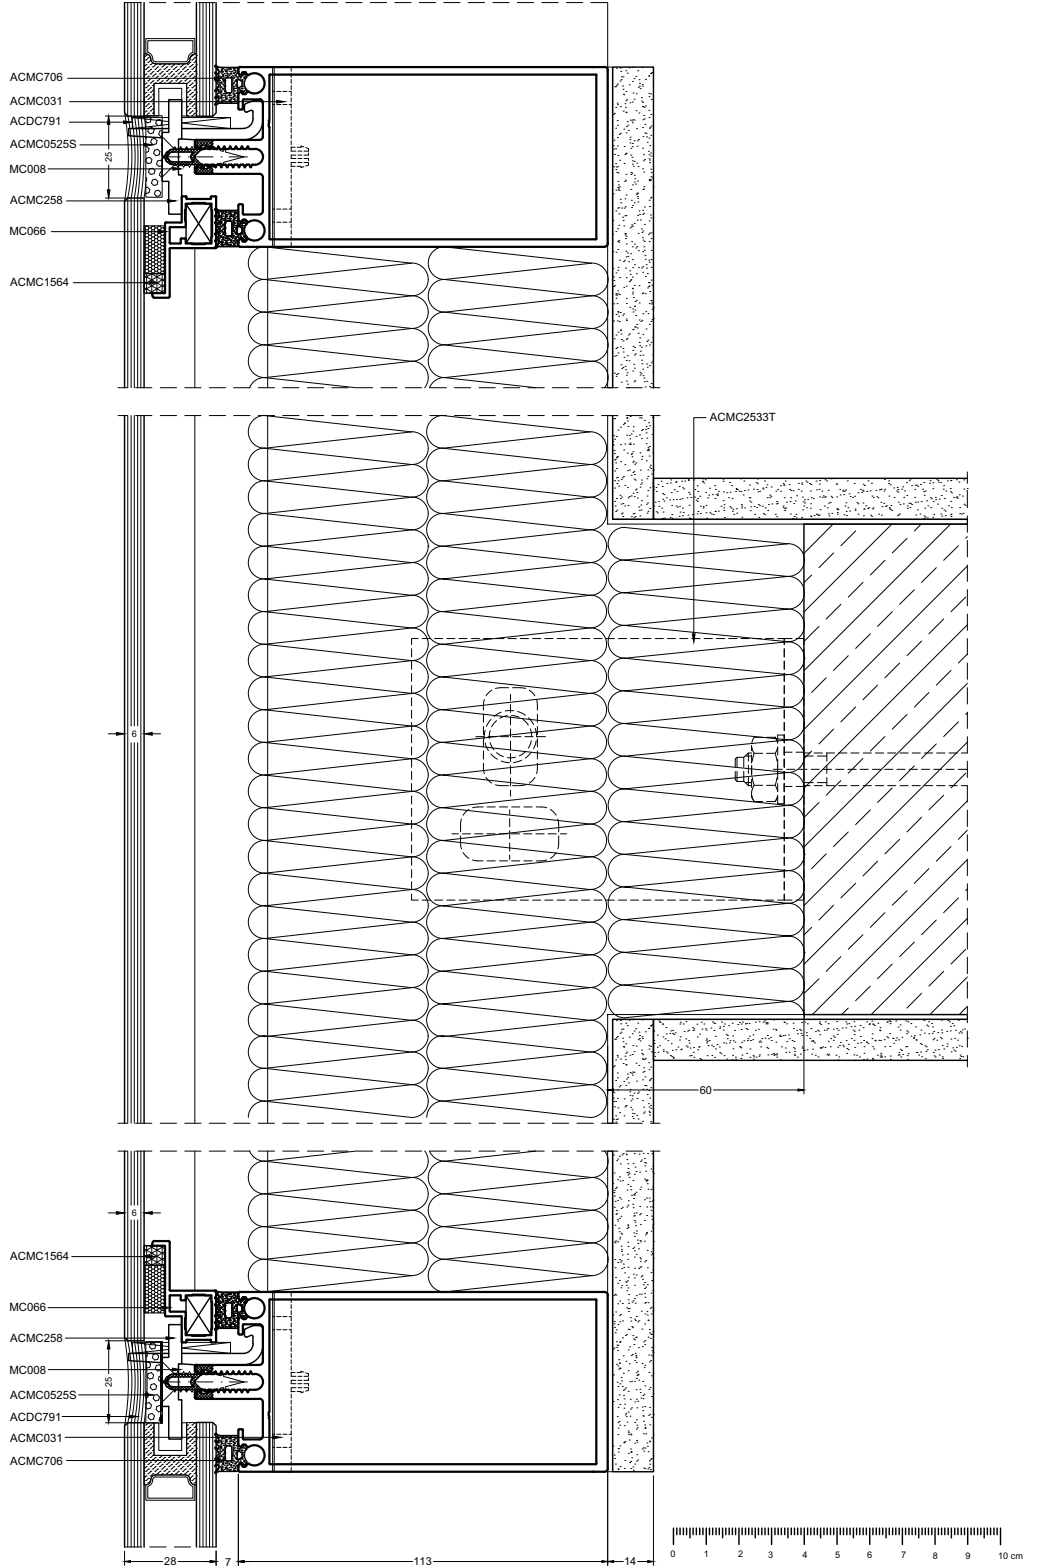 ACMC706
ACMC031
ACDC791
ACMC0525S
25
MC008
ACMC258
MC066
ACMC1564
ACMC2533T
6
60
6
ACMC1564
MC066
ACMC258
MC008
25
ACMC0525S
ACDC791
ACMC031
ACMC706
28 7 113 14
0 1 2 3 4 5 6 7 8 9 10 cm